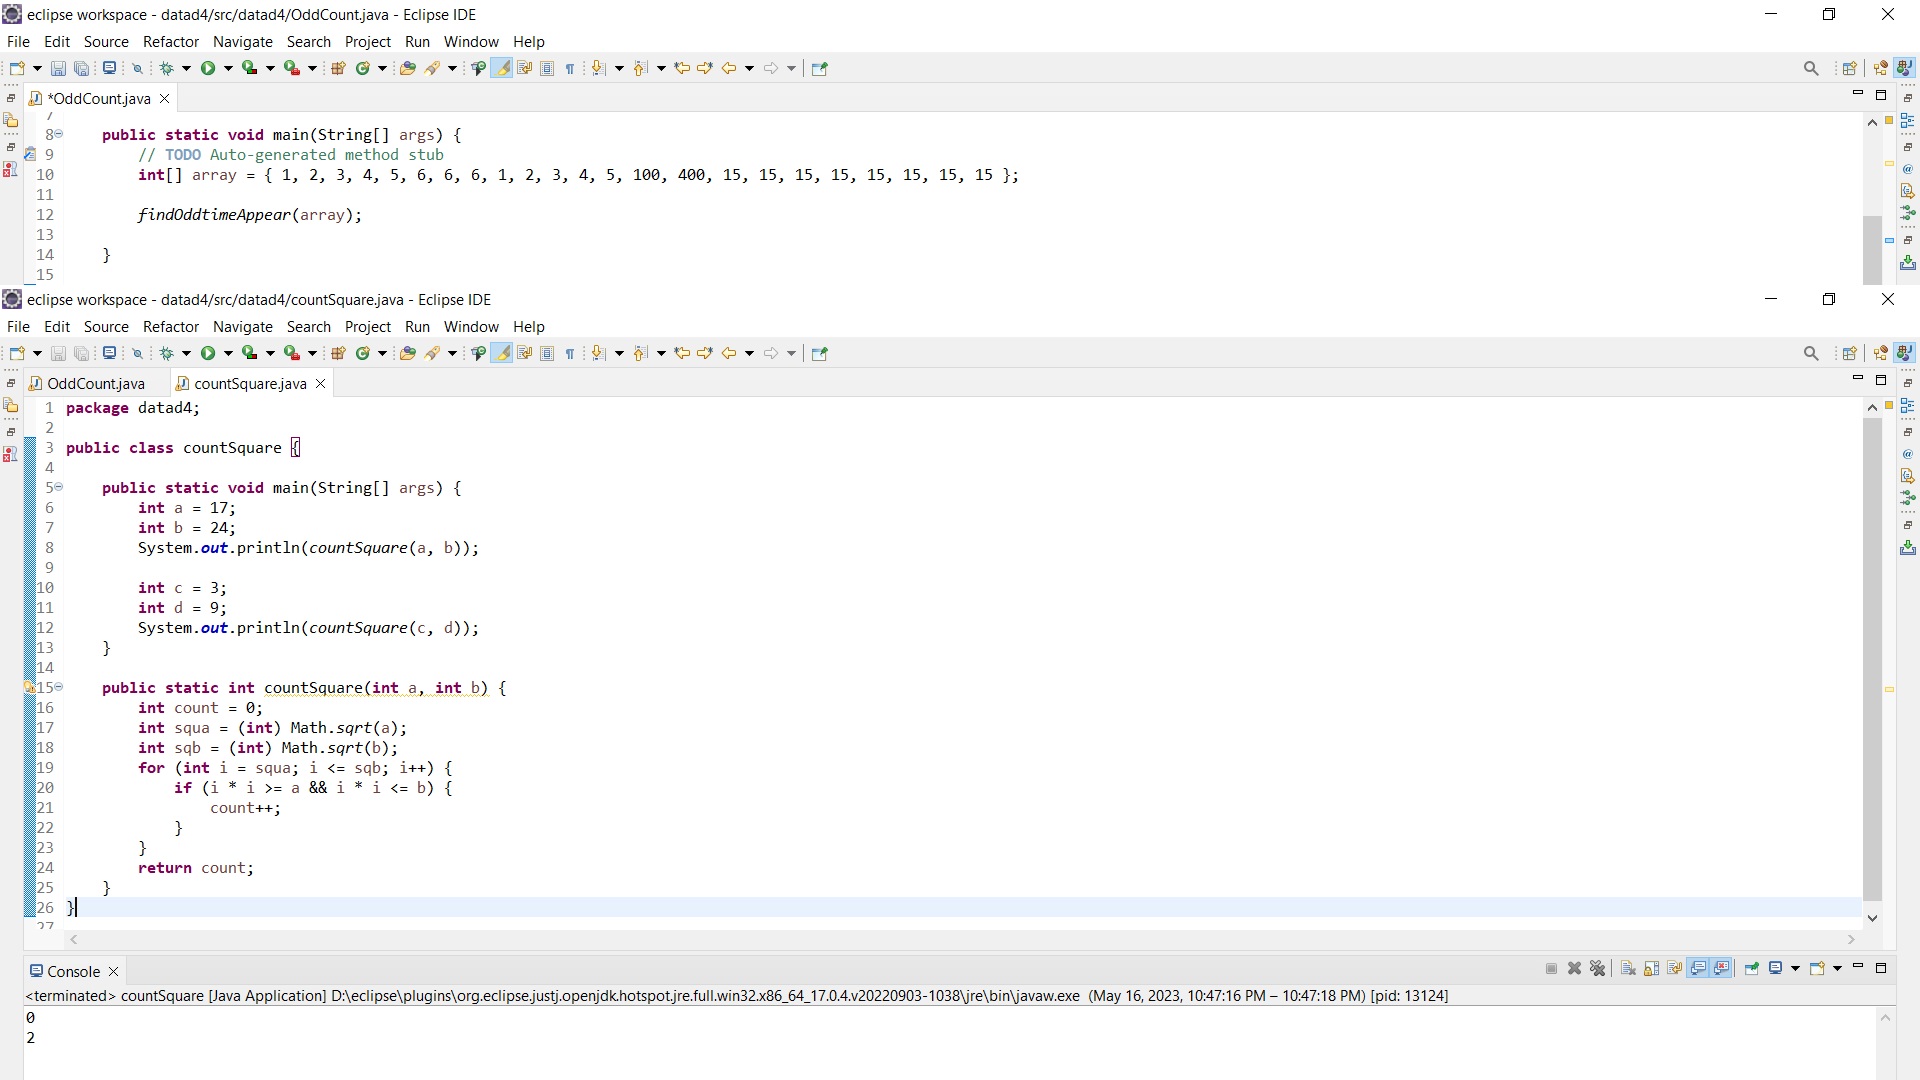 eclipse workspace - datad4/src/datad4/OddCount.java - Eclipse IDE
File Edit Source Refactor Navigate Search Project Run Window Help
*OddCount.java
7
8 public static void main(String[] args) {
9 // TODO Auto-generated method stub
10 int[] array = { 1, 2, 3, 4, 5, 6, 6, 6, 1, 2, 3, 4, 5, 100, 400, 15, 15, 15, 15, 15, 15, 15, 15 };
11
12 findOddtimeAppear(array);
13
14 }
15
eclipse workspace - datad4/src/datad4/countSquare.java - Eclipse IDE
File Edit Source Refactor Navigate Search Project Run Window Help
OddCount.java countSquare.java
1 package datad4;
2
3 public class countSquare {
4
5 public static void main(String[] args) {
6 int a = 17;
7 int b = 24;
8 System.out.println(countSquare(a, b));
9
10 int c = 3;
11 int d = 9;
12 System.out.println(countSquare(c, d));
13 }
14
15 public static int countSquare(int a, int b) {
16 int count = 0;
17 int squa = (int) Math.sqrt(a);
18 int sqb = (int) Math.sqrt(b);
19 for (int i = squa; i <= sqb; i++) {
20 if (i * i >= a && i * i <= b) {
21 count++;
22 }
23 }
24 return count;
25 }
26 }
27
Console
<terminated> countSquare [Java Application] D:\eclipse\plugins\org.eclipse.justj.openjdk.hotspot.jre.full.win32.x86_64_17.0.4.v20220903-1038\jre\bin\javaw.exe (May 16, 2023, 10:47:16 PM – 10:47:18 PM) [pid: 13124]
0
2